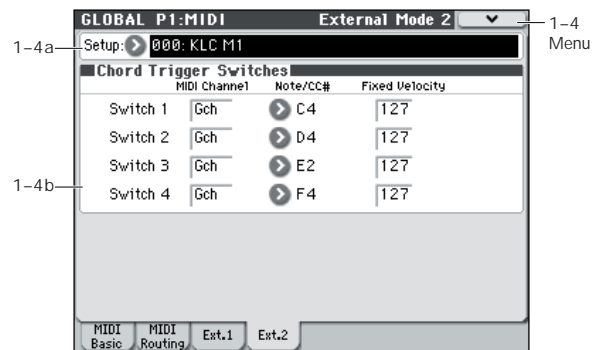 GLOBAL P1:MIDI External Mode 2
1–4 Menu
1–4a
Setup: 000: KLC M1
Chord Trigger Switches
MIDI Channel Note/CC# Fixed Velocity
Switch 1 Gch C4 127
Switch 2 Gch D4 127
Switch 3 Gch E2 127
1–4b
Switch 4 Gch F4 127
MIDI Basic MIDI Routing Ext.1 Ext.2